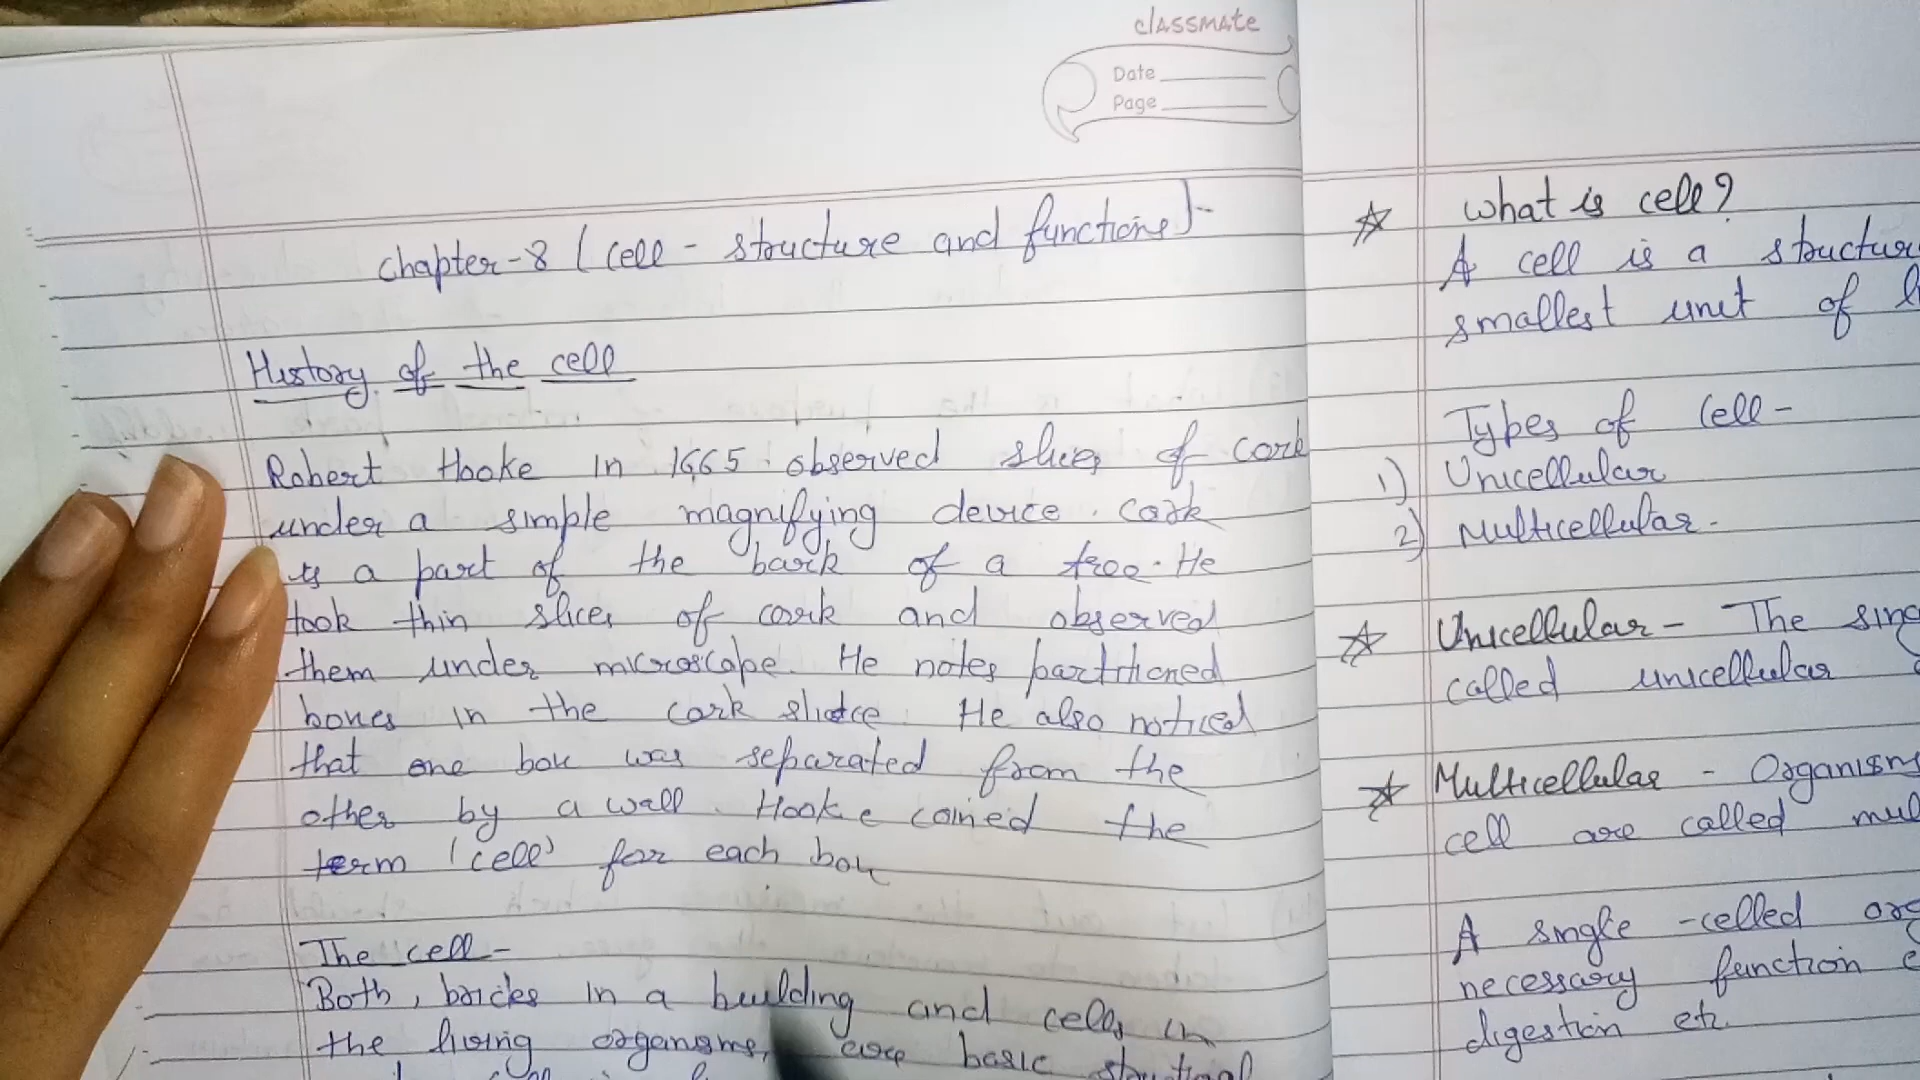 classmate
Date
Page
Chapter-8 (Cell - structure and functions)-
History of the cell
Robert Hooke in 1665 observed slices of cork
under a simple magnifying device. Cork
is a part of the bark of a tree. He
took thin slices of cork and observed
them under microscope. He notes partitioned
boxes in the cork slice. He also noticed
that one box was separated from the
other by a wall. Hooke coined the
term 'cell' for each box
The cell-
Both, bricks in a building and cells in
the living organisms, are basic structural
What is cell?
A cell is a structur
smallest unit of
Types of Cell-
1) Unicellular
2) Multicellular.
Unicellular - The sing
called unicellular
Multicellular - Organisms
cell are called mul
A single -celled org
necessary function
digestion etc.